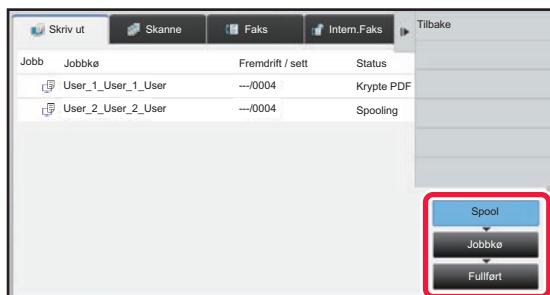 Skriv ut Skanne Faks Intern.Faks Tilbake
Jobb Jobbkø Fremdrift / sett Status
User_1_User_1_User ---/0004 Krypte PDF
User_2_User_2_User ---/0004 Spooling
Spool
Jobbkø
Fullført